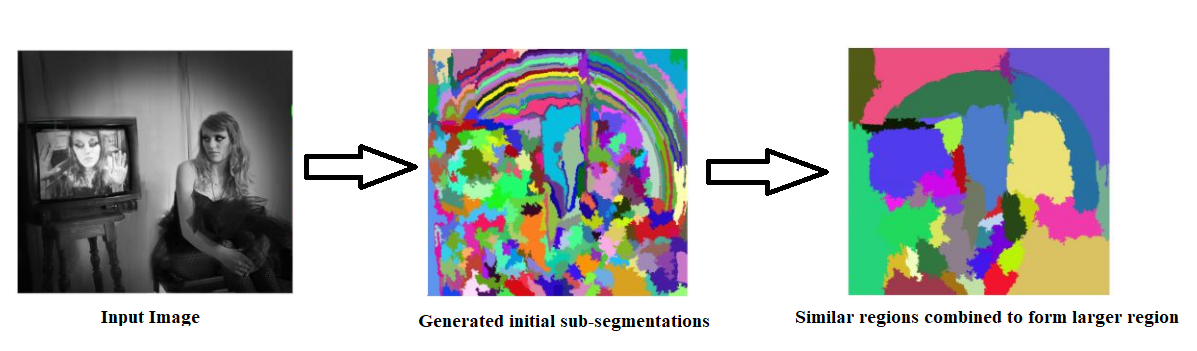 Input Image
Generated initial sub-segmentations
Similar regions combined to form larger region